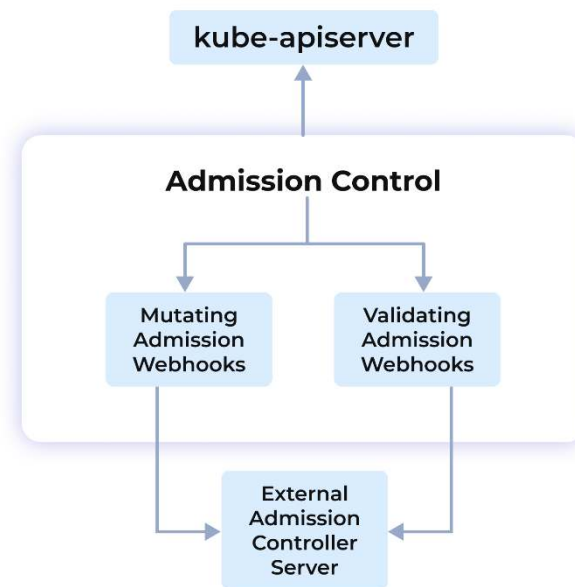 kube-apiserver
Admission Control
Mutating
Admission
Webhooks
Validating
Admission
Webhooks
External
Admission
Controller
Server